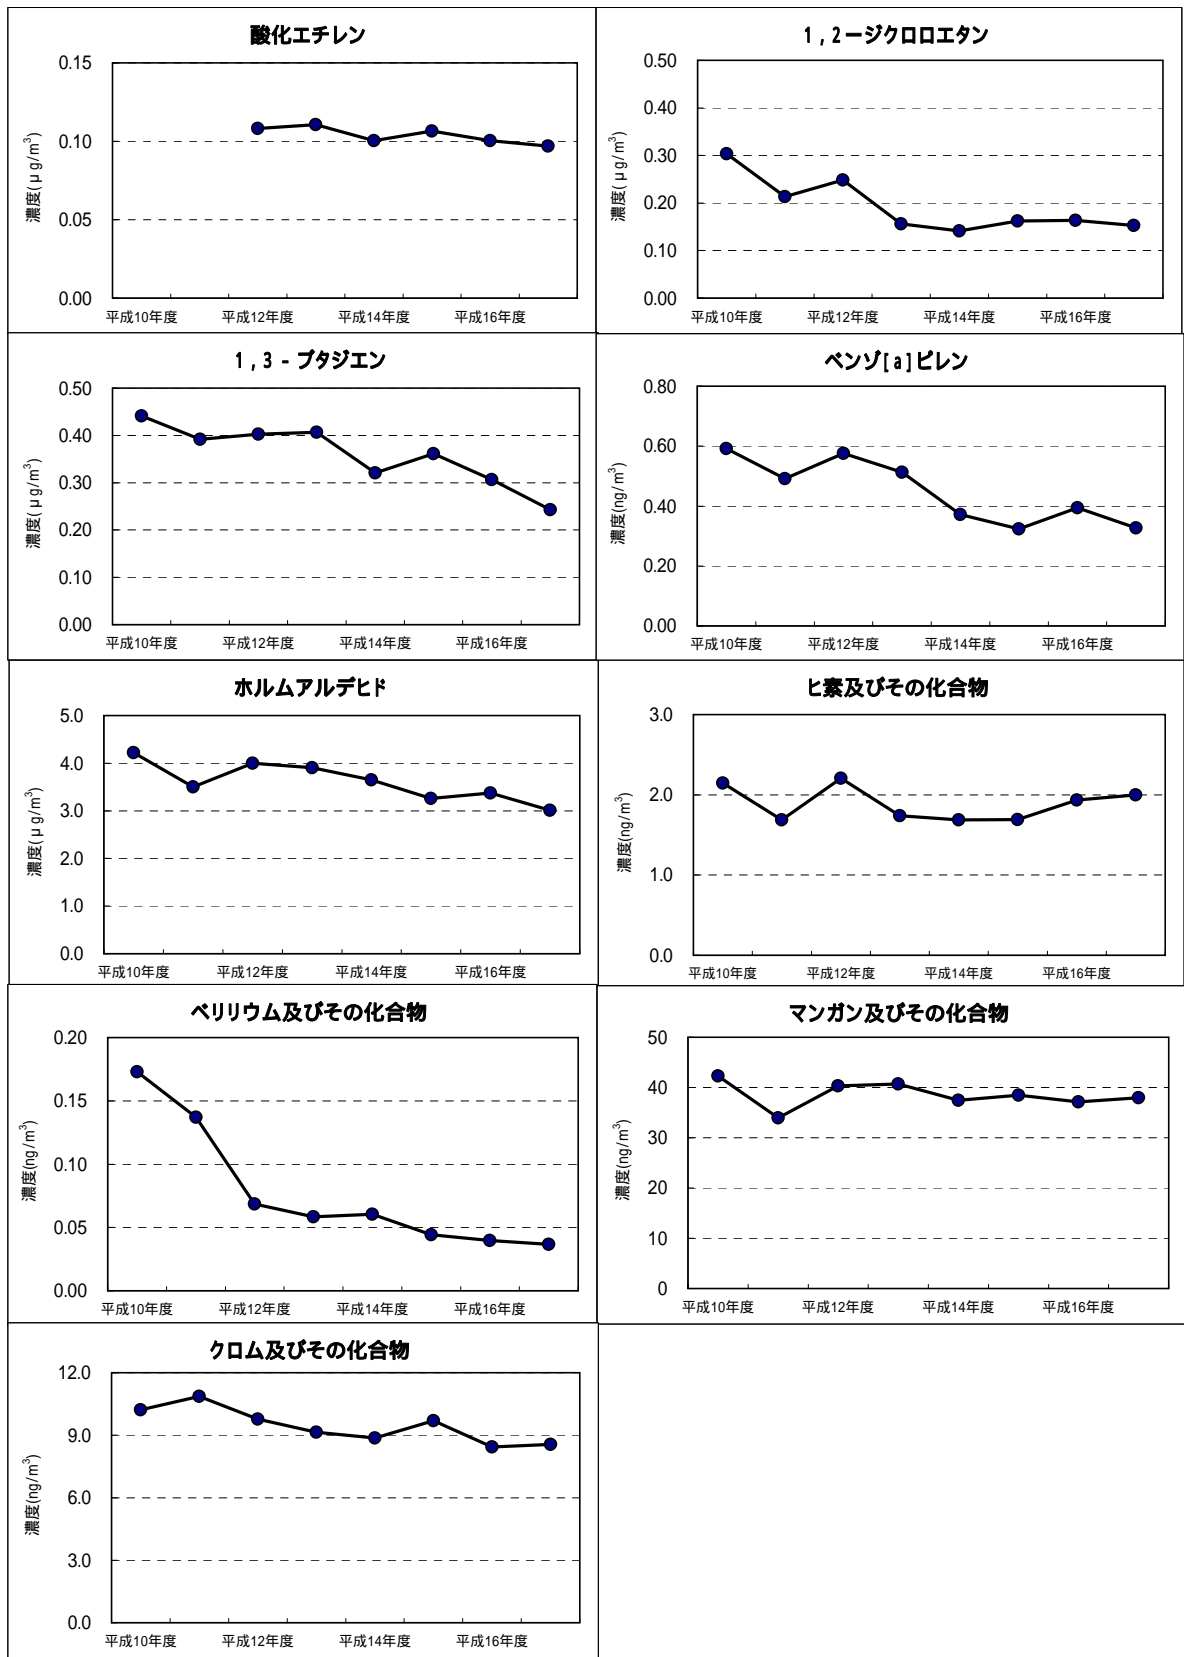 酸化エチレン
0.15
0.10
0.05
0.00
濃度(μg/m³)
平成10年度 平成12年度 平成14年度 平成16年度
1,2ージクロロエタン
0.50
0.40
0.30
0.20
0.10
0.00
濃度(μg/m³)
平成10年度 平成12年度 平成14年度 平成16年度
1,3-ブタジエン
0.50
0.40
0.30
0.20
0.10
0.00
濃度(μg/m³)
平成10年度 平成12年度 平成14年度 平成16年度
ベンゾ[a]ピレン
0.80
0.60
0.40
0.20
0.00
濃度(ng/m³)
平成10年度 平成12年度 平成14年度 平成16年度
ホルムアルデヒド
5.0
4.0
3.0
2.0
1.0
0.0
濃度(μg/m³)
平成10年度 平成12年度 平成14年度 平成16年度
ヒ素及びその化合物
3.0
2.0
1.0
0.0
濃度(ng/m³)
平成10年度 平成12年度 平成14年度 平成16年度
ベリリウム及びその化合物
0.20
0.15
0.10
0.05
0.00
濃度(ng/m³)
平成10年度 平成12年度 平成14年度 平成16年度
マンガン及びその化合物
50
40
30
20
10
0
濃度(ng/m³)
平成10年度 平成12年度 平成14年度 平成16年度
クロム及びその化合物
12.0
9.0
6.0
3.0
0.0
濃度(ng/m³)
平成10年度 平成12年度 平成14年度 平成16年度